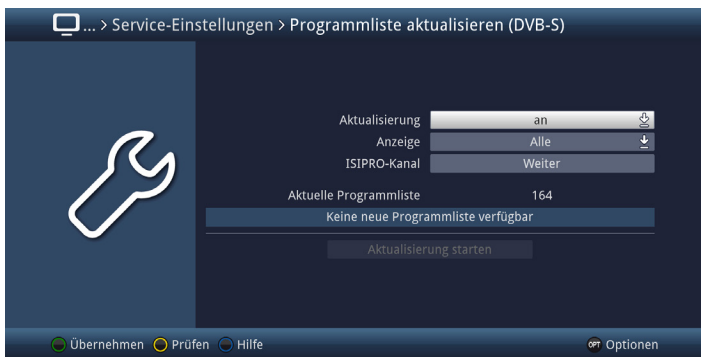 ... > Service-Einstellungen > Programmliste aktualisieren (DVB-S)
Aktualisierung an
Anzeige Alle
ISIPRO-Kanal Weiter
Aktuelle Programmliste 164
Keine neue Programmliste verfügbar
Aktualisierung starten
Übernehmen Prüfen Hilfe OPT Optionen